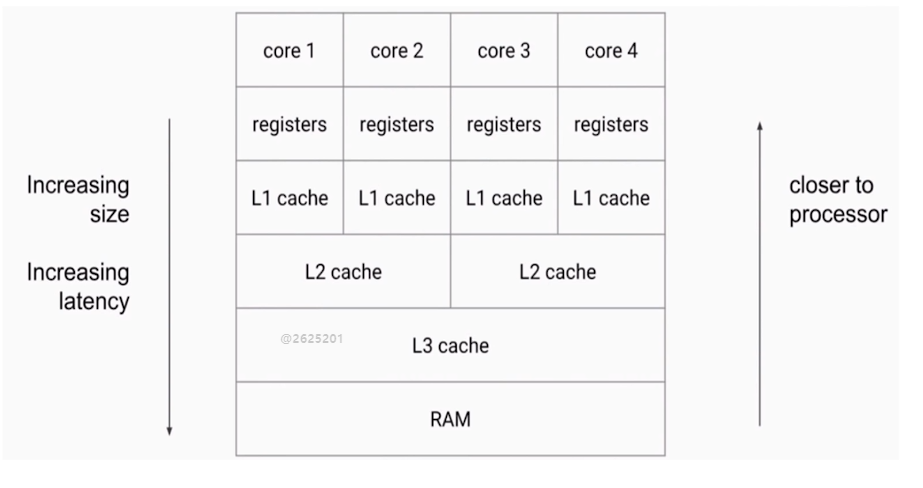 core 1 core 2 core 3 core 4
registers registers registers registers
L1 cache L1 cache L1 cache L1 cache
L2 cache L2 cache
@2625201
L3 cache
RAM
Increasing
size
Increasing
latency
closer to
processor